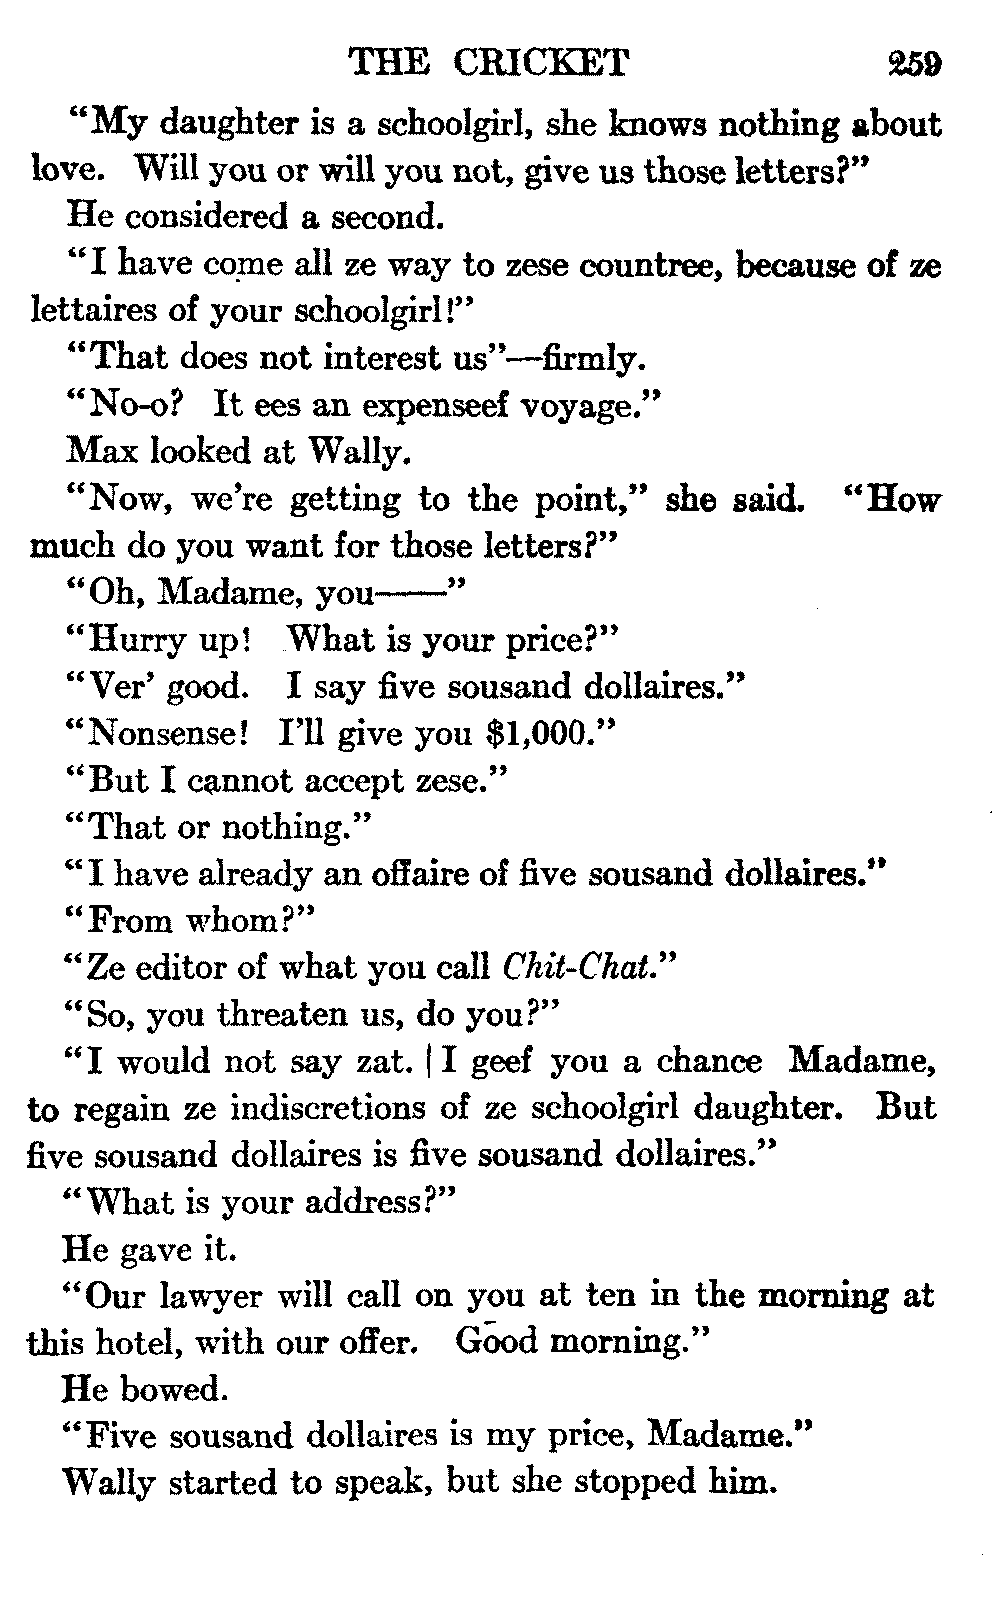 THE CRICKET 259
“My daughter is a schoolgirl, she knows nothing about
love. Will you or will you not, give us those letters?”
He considered a second.
“I have come all ze way to zese countree, because of ze
lettaires of your schoolgirl!”
“That does not interest us”—firmly.
“No-o? It ees an expenseef voyage.”
Max looked at Wally.
“Now, we’re getting to the point,” she said. “How
much do you want for those letters?”
“Oh, Madame, you——”
“Hurry up! What is your price?”
“Ver’ good. I say five sousand dollaires.”
“Nonsense! I’ll give you $1,000.”
“But I cannot accept zese.”
“That or nothing.”
“I have already an offaire of five sousand dollaires.”
“From whom?”
“Ze editor of what you call Chit-Chat.”
“So, you threaten us, do you?”
“I would not say zat. I geef you a chance Madame,
to regain ze indiscretions of ze schoolgirl daughter. But
five sousand dollaires is five sousand dollaires.”
“What is your address?”
He gave it.
“Our lawyer will call on you at ten in the morning at
this hotel, with our offer. Good morning.”
He bowed.
“Five sousand dollaires is my price, Madame.”
Wally started to speak, but she stopped him.